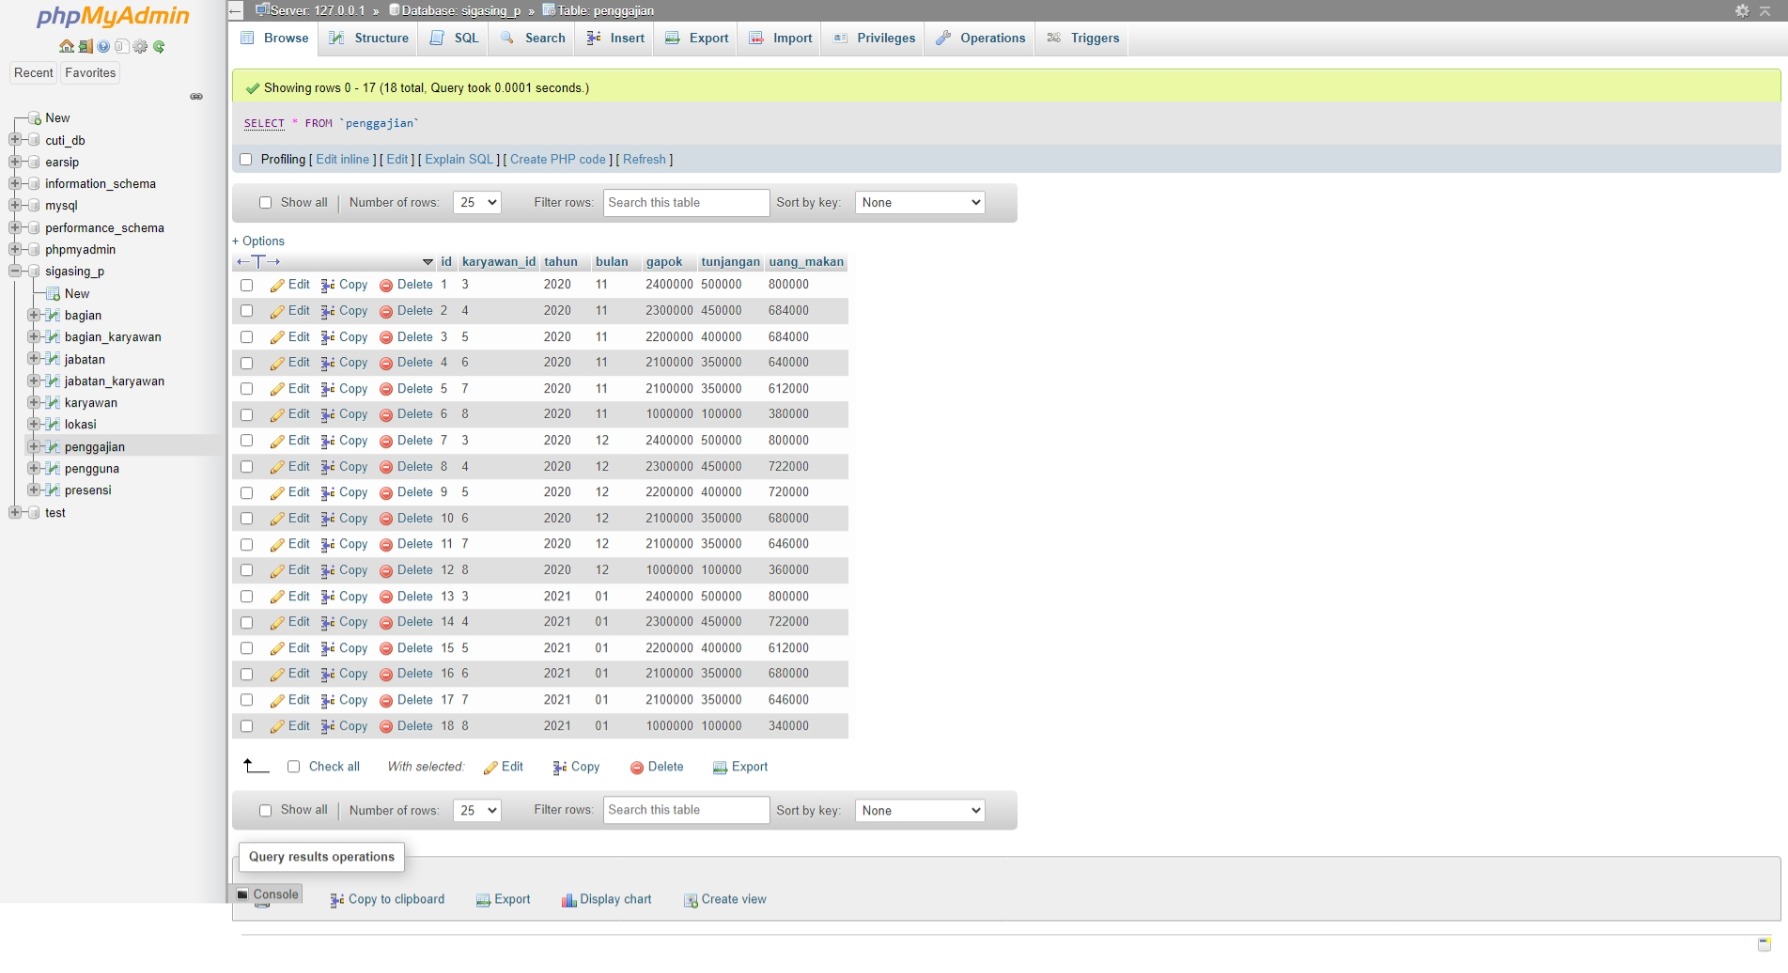 phpMyAdmin
Recent Favorites
New
cuti_db
earsip
information_schema
mysql
performance_schema
phpmyadmin
sigasing_p
New
bagian
bagian_karyawan
jabatan
jabatan_karyawan
karyawan
lokasi
penggajian
pengguna
presensi
test
Server: 127.0.0.1 » Database: sigasing_p » Table: penggajian
Browse Structure SQL Search Insert Export Import Privileges Operations Triggers
Showing rows 0 - 17 (18 total, Query took 0.0001 seconds.)
SELECT * FROM `penggajian`
Profiling [ Edit inline ] [ Edit ] [ Explain SQL ] [ Create PHP code ] [ Refresh ]
Show all | Number of rows: 25 Filter rows: Search this table Sort by key: None
+ Options
←T→ id karyawan_id tahun bulan gapok tunjangan uang_makan
Edit Copy Delete 1 3 2020 11 2400000 500000 800000
Edit Copy Delete 2 4 2020 11 2300000 450000 684000
Edit Copy Delete 3 5 2020 11 2200000 400000 684000
Edit Copy Delete 4 6 2020 11 2100000 350000 640000
Edit Copy Delete 5 7 2020 11 2100000 350000 612000
Edit Copy Delete 6 8 2020 11 1000000 100000 380000
Edit Copy Delete 7 3 2020 12 2400000 500000 800000
Edit Copy Delete 8 4 2020 12 2300000 450000 722000
Edit Copy Delete 9 5 2020 12 2200000 400000 720000
Edit Copy Delete 10 6 2020 12 2100000 350000 680000
Edit Copy Delete 11 7 2020 12 2100000 350000 646000
Edit Copy Delete 12 8 2020 12 1000000 100000 360000
Edit Copy Delete 13 3 2021 01 2400000 500000 800000
Edit Copy Delete 14 4 2021 01 2300000 450000 722000
Edit Copy Delete 15 5 2021 01 2200000 400000 612000
Edit Copy Delete 16 6 2021 01 2100000 350000 680000
Edit Copy Delete 17 7 2021 01 2100000 350000 646000
Edit Copy Delete 18 8 2021 01 1000000 100000 340000
Check all With selected: Edit Copy Delete Export
Show all | Number of rows: 25 Filter rows: Search this table Sort by key: None
Query results operations
Console Copy to clipboard Export Display chart Create view